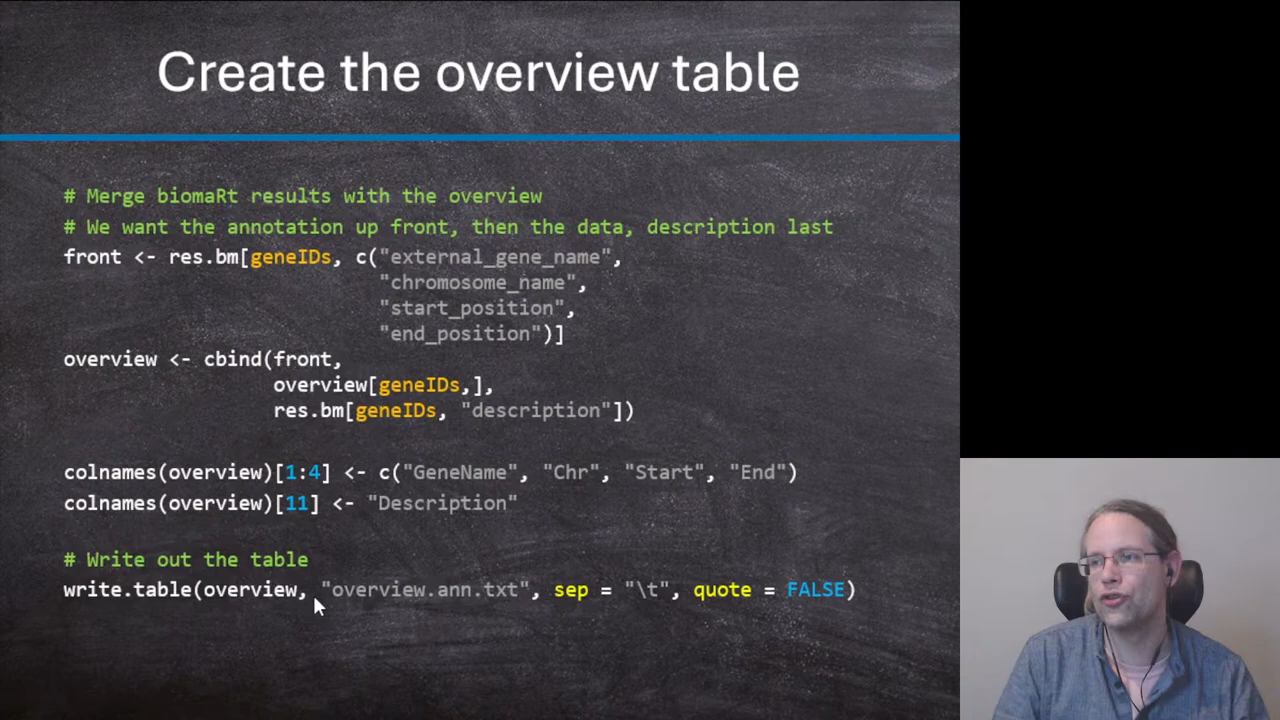 Create the overview table
# Merge biomaRt results with the overview
# We want the annotation up front, then the data, description last
front <- res.bm[geneIDs, c("external_gene_name",
"chromosome_name",
"start_position",
"end_position")]
overview <- cbind(front,
overview[geneIDs,],
res.bm[geneIDs, "description"])
colnames(overview)[1:4] <- c("GeneName", "Chr", "Start", "End")
colnames(overview)[11] <- "Description"
# Write out the table
write.table(overview, "overview.ann.txt", sep = "\t", quote = FALSE)